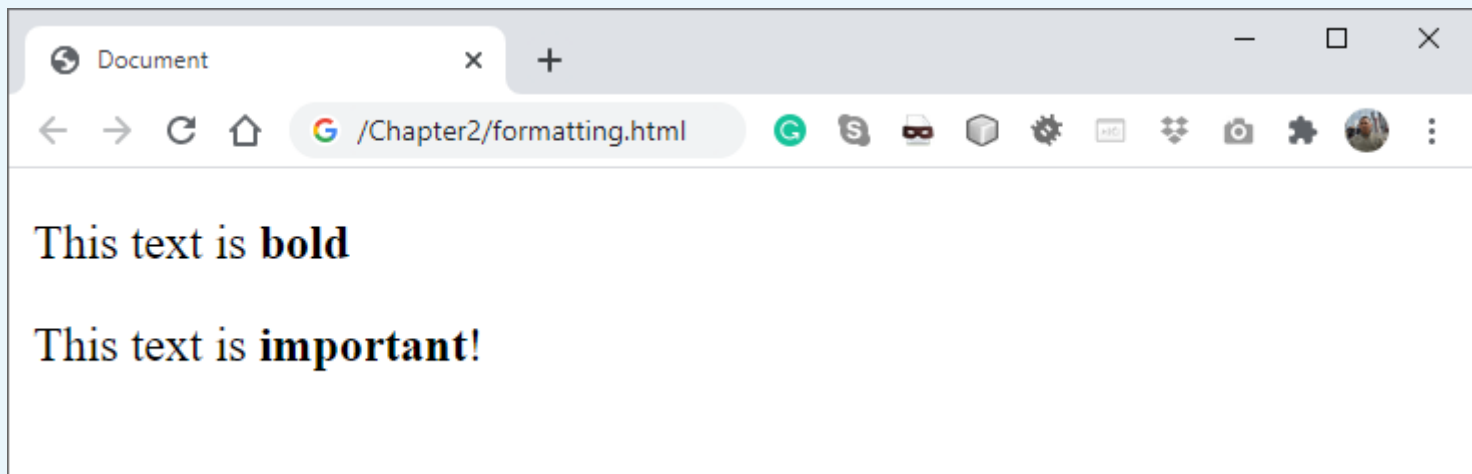 Document
/Chapter2/formatting.html
This text is bold
This text is important!